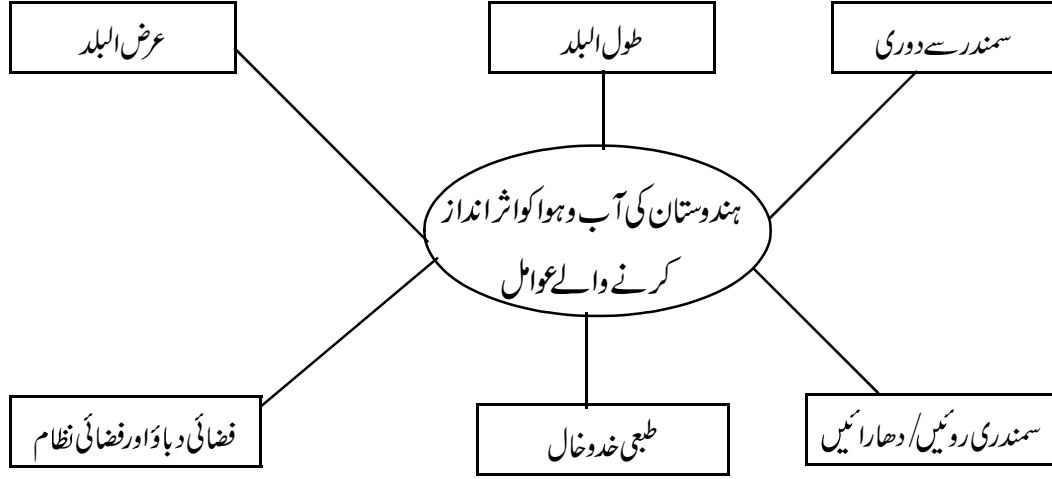 سمندر سے دوری
طول البلد
عرض البلد
ہندوستان کی آب و ہوا کو اثر انداز
کرنے والے عوامل
سمندری روئیں/ دھارائیں
طبعی خدوخال
فضائی دباؤ اور فضائی نظام